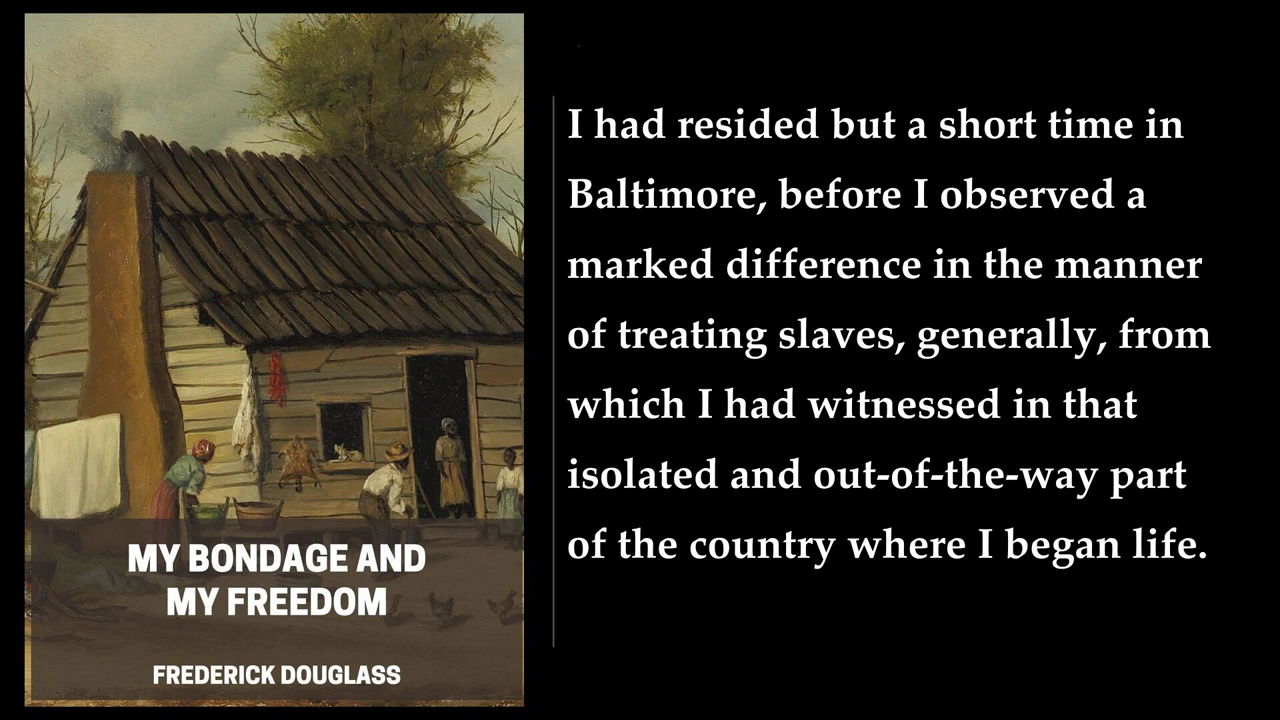 MY BONDAGE AND
MY FREEDOM
FREDERICK DOUGLASS
I had resided but a short time in
Baltimore, before I observed a
marked difference in the manner
of treating slaves, generally, from
which I had witnessed in that
isolated and out-of-the-way part
of the country where I began life.